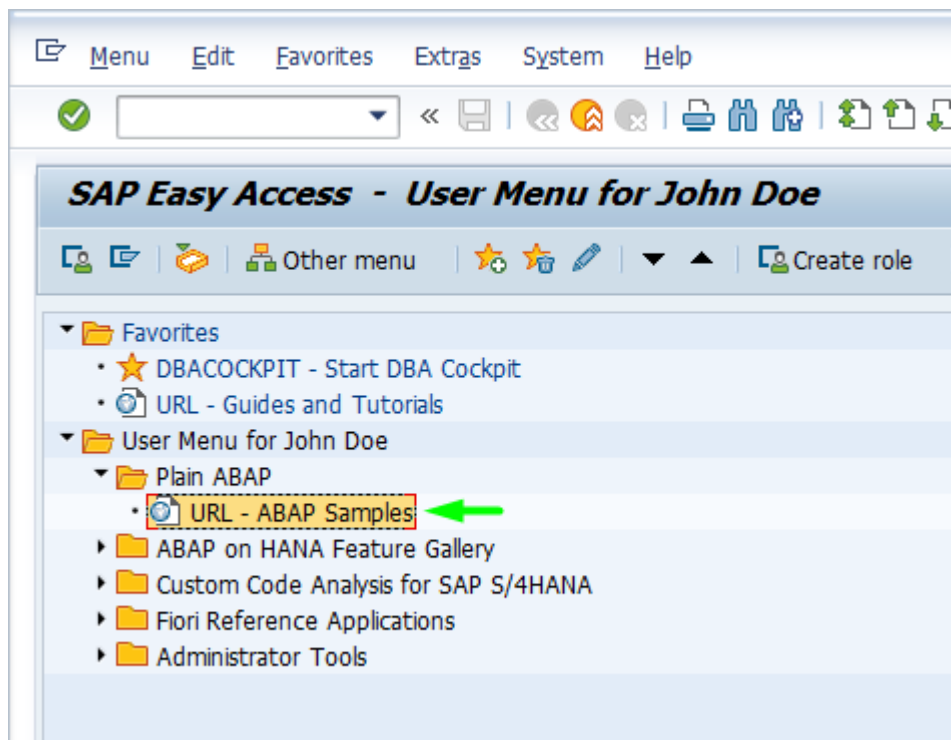 Menu Edit Favorites Extras System Help
SAP Easy Access - User Menu for John Doe
Other menu Create role
Favorites
DBACOCKPIT - Start DBA Cockpit
URL - Guides and Tutorials
User Menu for John Doe
Plain ABAP
URL - ABAP Samples
ABAP on HANA Feature Gallery
Custom Code Analysis for SAP S/4HANA
Fiori Reference Applications
Administrator Tools